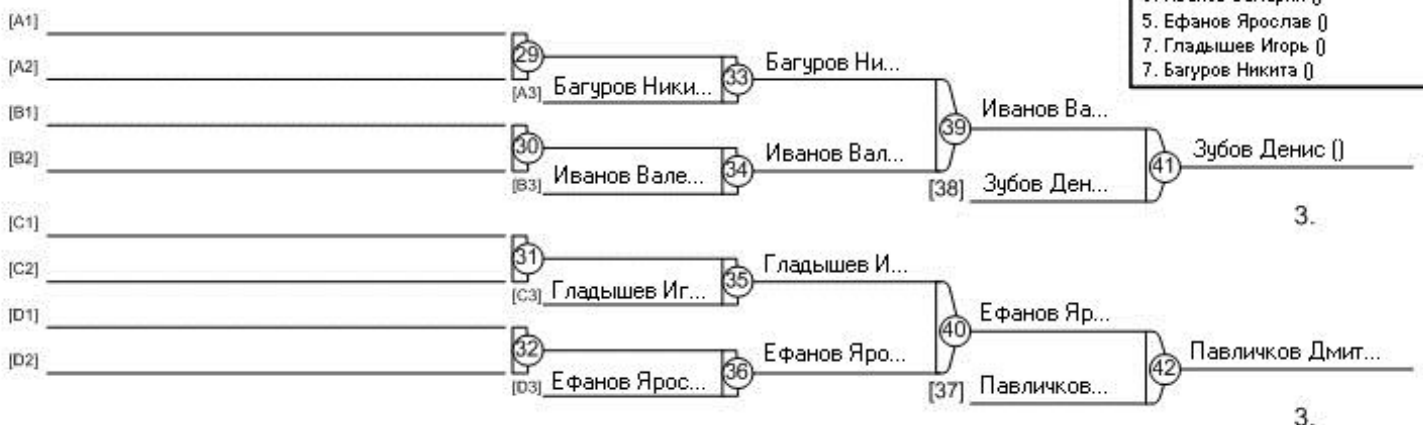 5. Ефанов Ярослав ()
7. Гладышев Игорь ()
7. Багуров Никита ()
[A1]
[A2]
29
[A3] Багуров Ники...
33
Багуров Ни...
[B1]
[B2]
30
[B3] Иванов Вале...
34
Иванов Вал...
39
Иванов Ва...
[38] Зубов Ден...
41
Зубов Денис ()
3.
[C1]
[C2]
31
[C3] Гладышев Иг...
35
Гладышев И...
[D1]
[D2]
32
[D3] Ефанов Ярос...
36
Ефанов Яро...
40
Ефанов Яр...
[37] Павличков...
42
Павличков Дмит...
3.